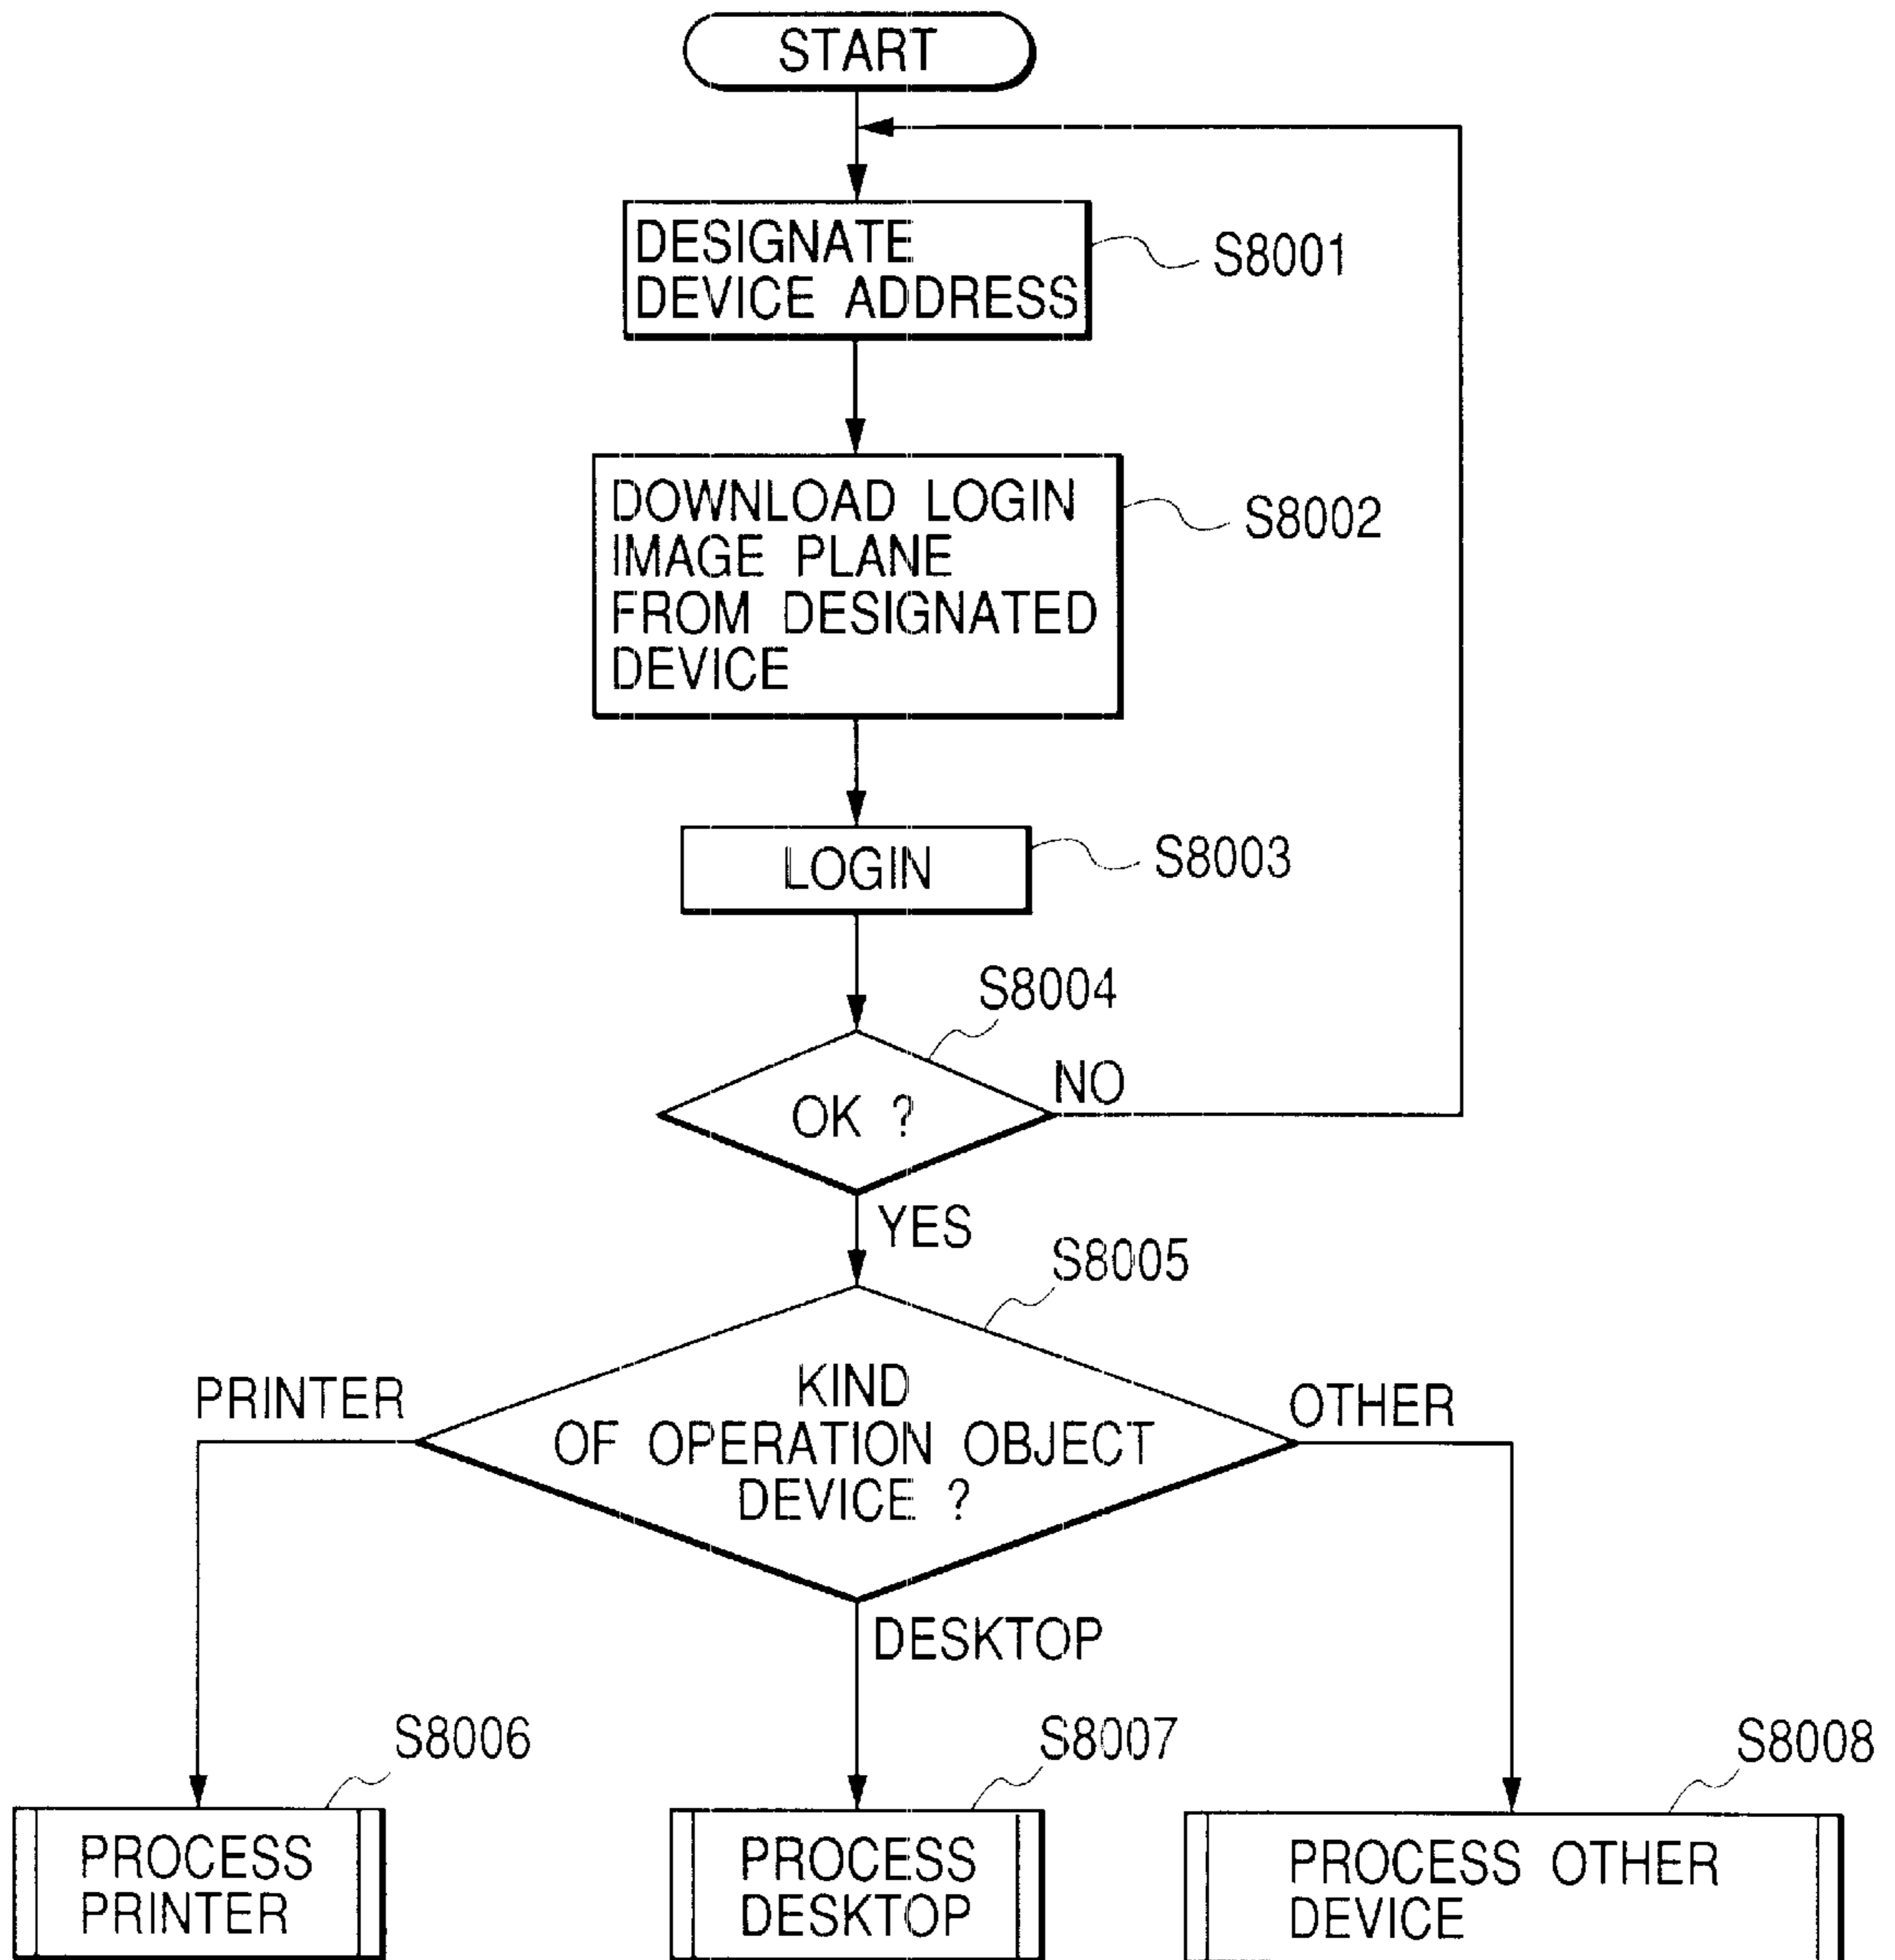 START
DESIGNATE
DEVICE ADDRESS
S8001
DOWNLOAD LOGIN
IMAGE PLANE
FROM DESIGNATED
DEVICE
S8002
LOGIN
S8003
S8004
OK ?
NO
YES
S8005
KIND
OF OPERATION OBJECT
DEVICE ?
PRINTER
OTHER
DESKTOP
S8006
PROCESS
PRINTER
S8007
PROCESS
DESKTOP
S8008
PROCESS OTHER
DEVICE